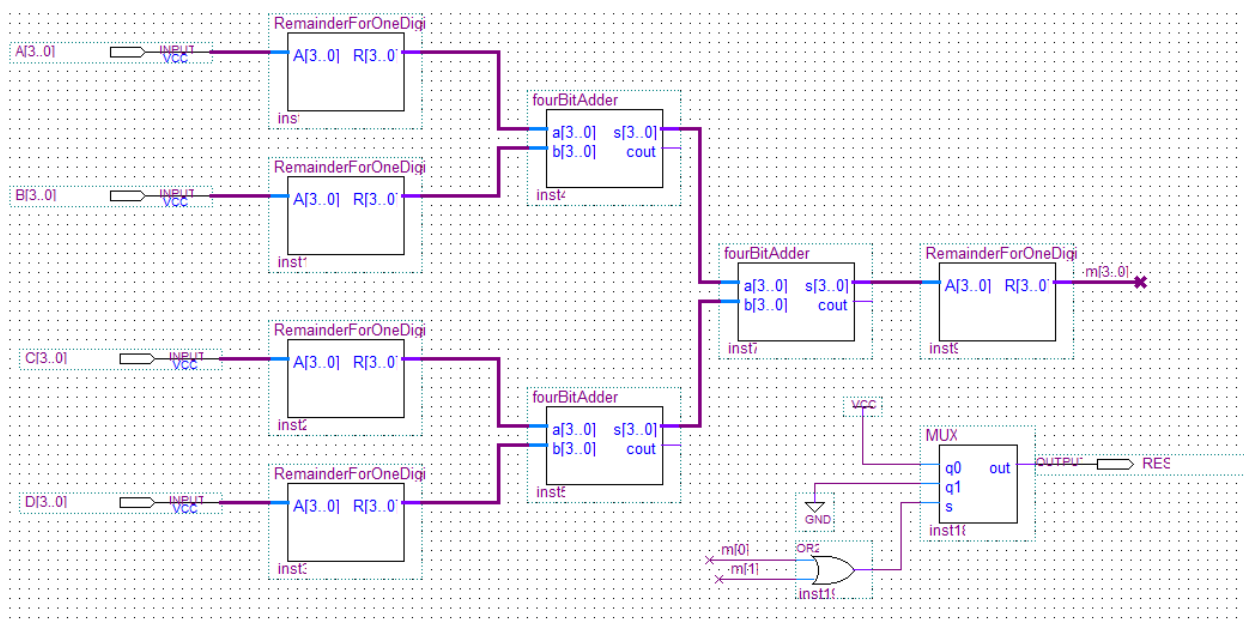 RemainderForOneDigi
A[3..0] INPUT VCC A[3..0] R[3..0
inst
fourBitAdder
a[3..0] s[3..0]
b[3..0] cout
inst4
RemainderForOneDigi
B[3..0] INPUT VCC A[3..0] R[3..0
inst
fourBitAdder
a[3..0] s[3..0]
b[3..0] cout
inst7
RemainderForOneDigi
A[3..0] R[3..0 m[3..0]
inst9
RemainderForOneDigi
C[3..0] INPUT VCC A[3..0] R[3..0
inst2
fourBitAdder
a[3..0] s[3..0]
b[3..0] cout
inst5
RemainderForOneDigi
D[3..0] INPUT VCC A[3..0] R[3..0
inst3
VCC
MUX
q0 out OUTPUT RES
q1
s
inst18
GND
OR2
m[0]
m[1]
inst19